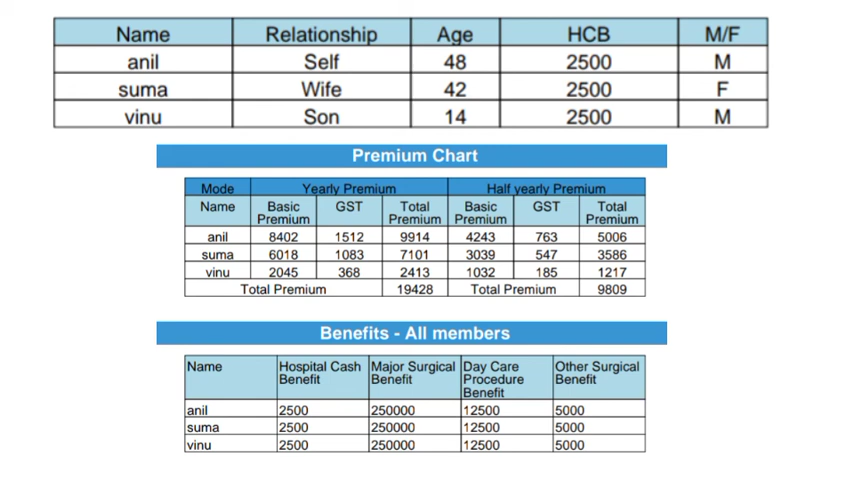 Name Relationship Age HCB M/F
anil Self 48 2500 M
suma Wife 42 2500 F
vinu Son 14 2500 M
Premium Chart
Mode Yearly Premium Half yearly Premium
Name Basic Premium GST Total Premium Basic Premium GST Total Premium
anil 8402 1512 9914 4243 763 5006
suma 6018 1083 7101 3039 547 3586
vinu 2045 368 2413 1032 185 1217
Total Premium 19428 Total Premium 9809
Benefits - All members
Name Hospital Cash Benefit Major Surgical Benefit Day Care Procedure Benefit Other Surgical Benefit
anil 2500 250000 12500 5000
suma 2500 250000 12500 5000
vinu 2500 250000 12500 5000